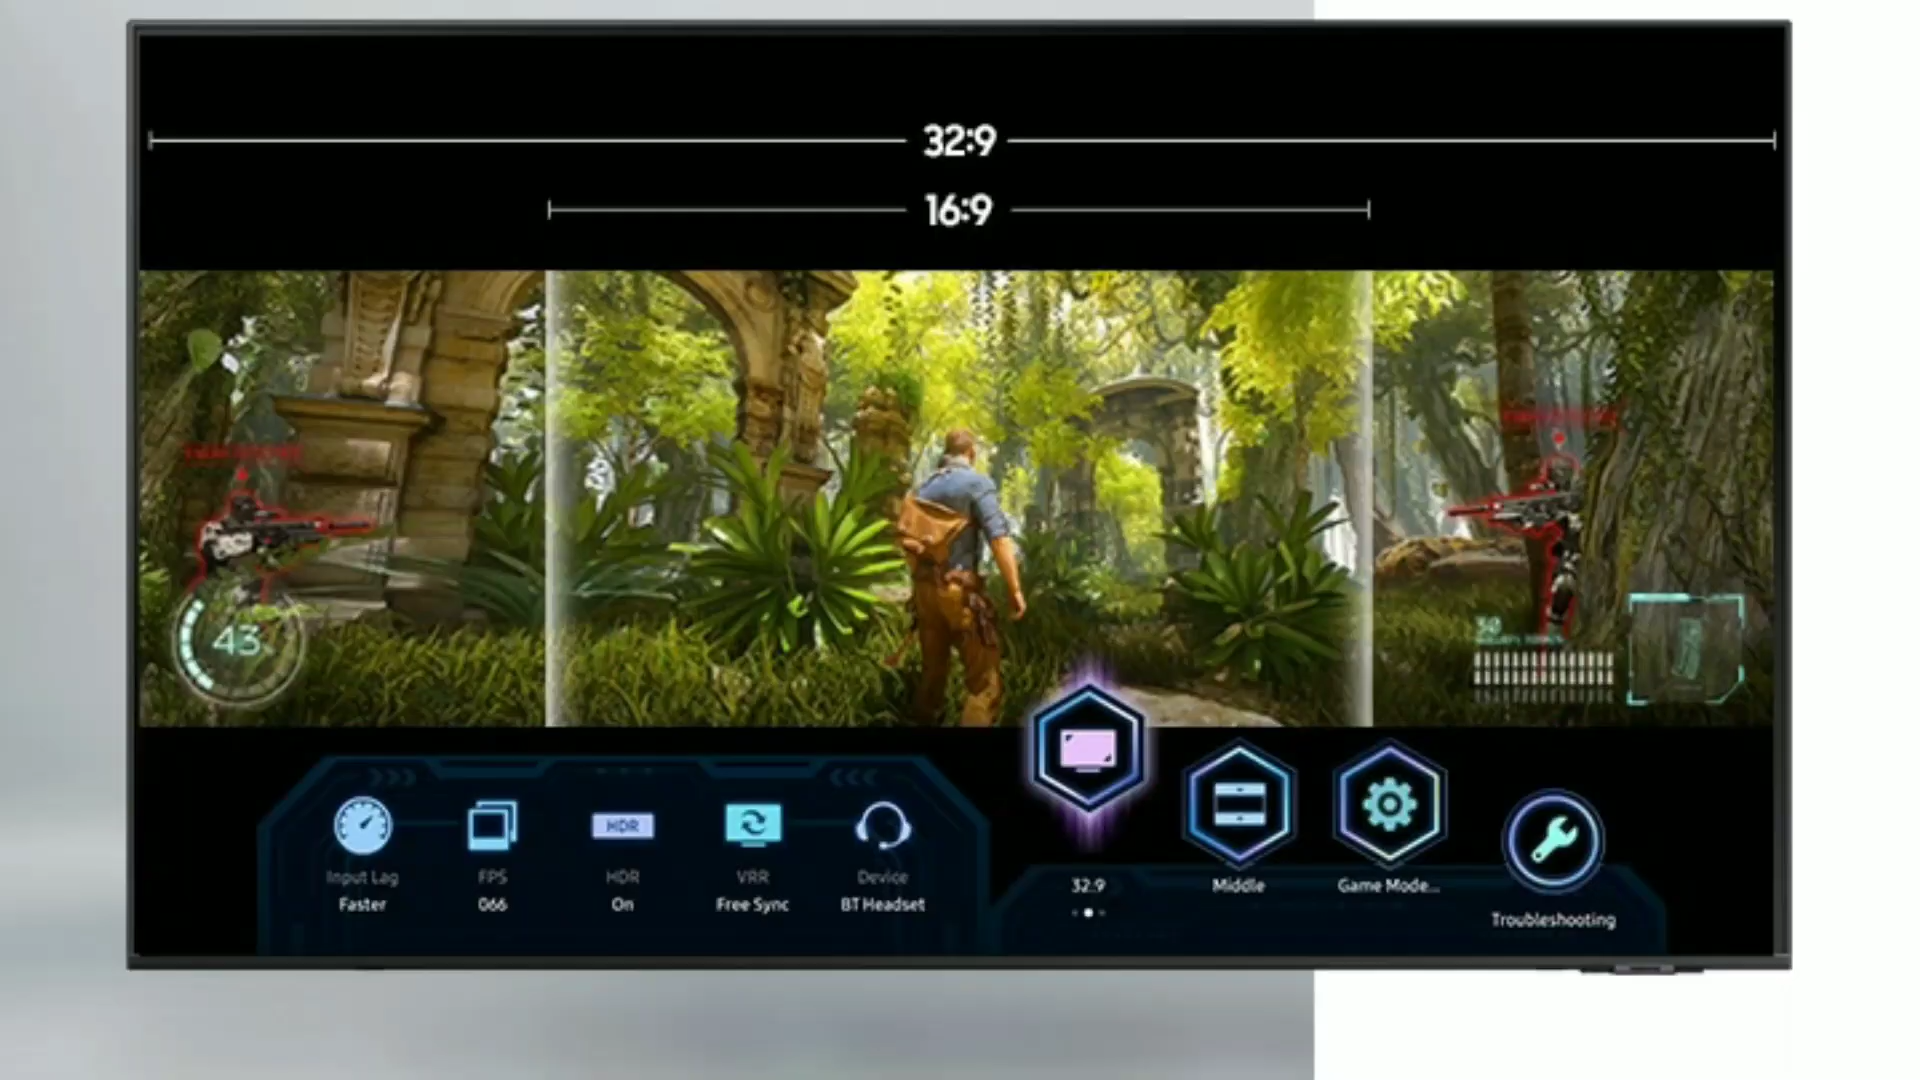 32:9
16:9
43
30
HDR
Input Lag
Faster
FPS
066
HDR
On
VRR
Free Sync
Device
BT Headset
32.9
Middle
Game Mode...
Troubleshooting